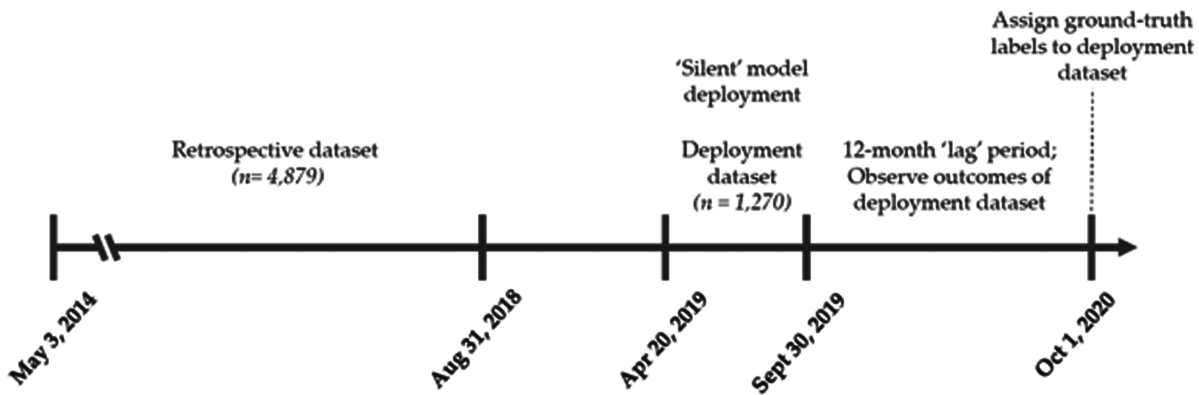 Assign ground-truth
labels to deployment
dataset
'Silent' model
deployment
Retrospective dataset
(n= 4,879)
Deployment
dataset
(n = 1,270)
12-month 'lag' period;
Observe outcomes of
deployment dataset
May 3, 2014
Aug 31, 2018
Apr 20, 2019
Sept 30, 2019
Oct 1, 2020